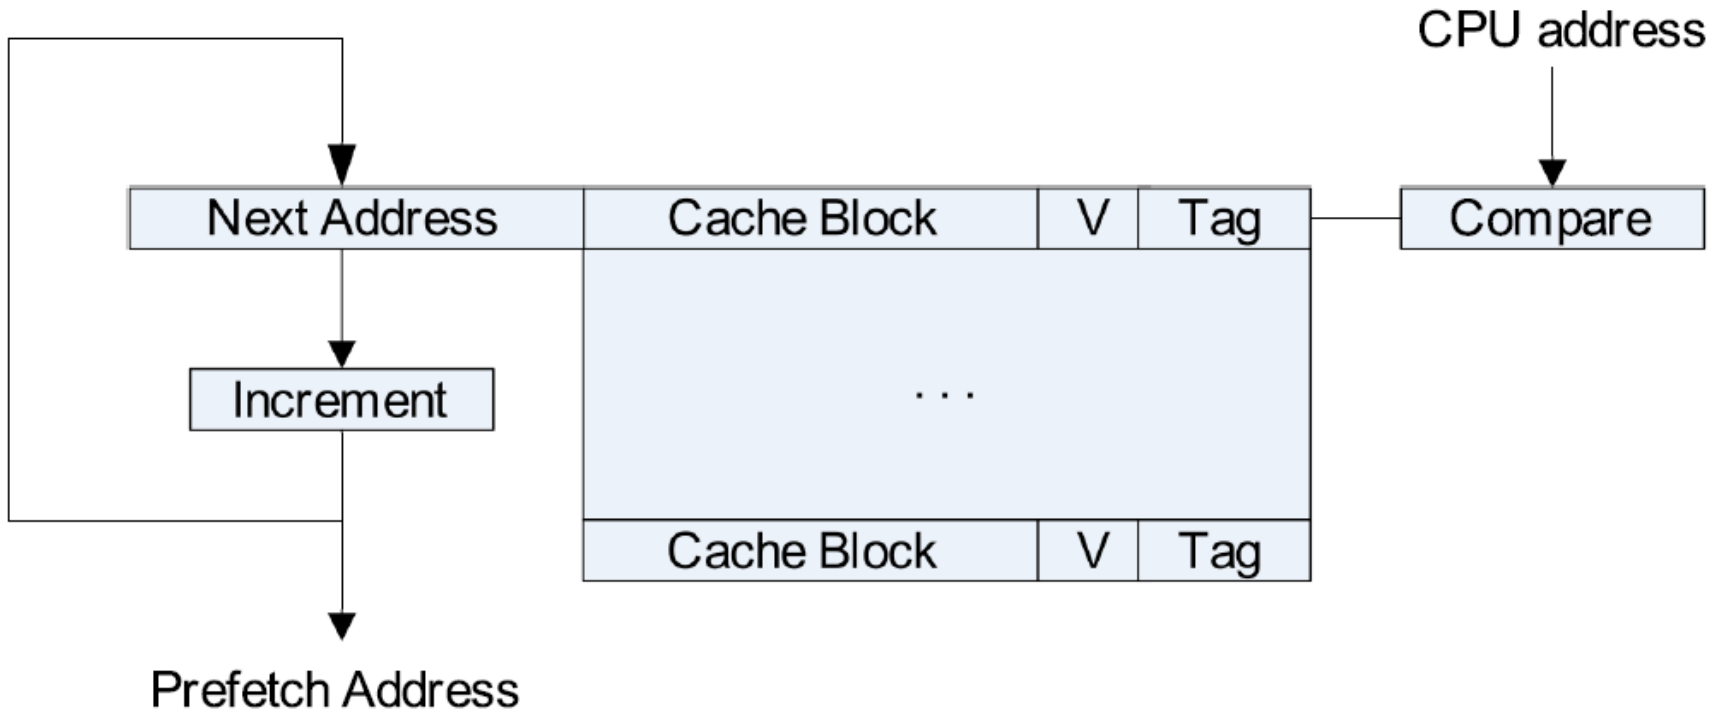 CPU address
Next Address Cache Block V Tag Compare
Increment
. . .
Cache Block V Tag
Prefetch Address